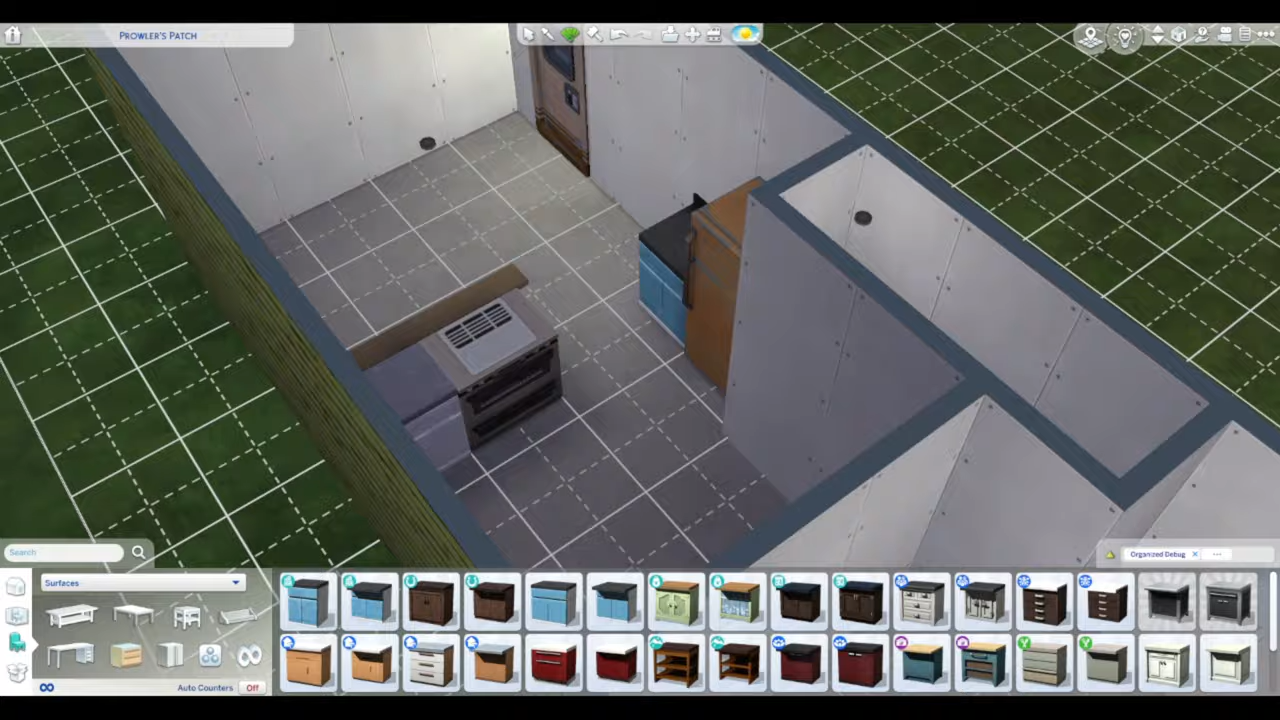 PROWLER'S PATCH
Search
Organized Debug
Surfaces
Auto Counters Off